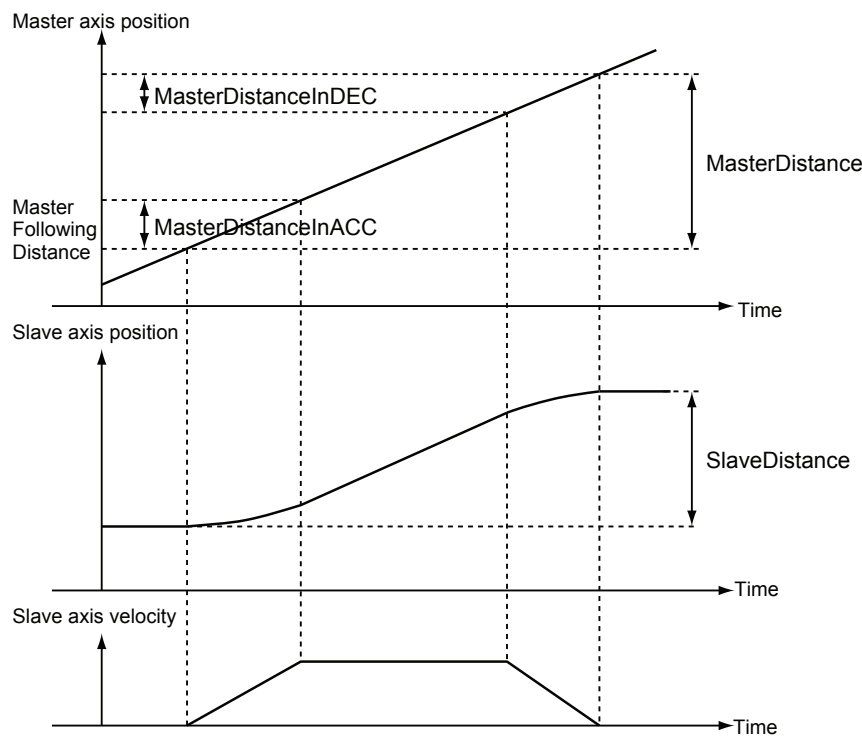 Master axis position
MasterDistanceInDEC
MasterDistance
Master
Following
Distance
MasterDistanceInACC
Time
Slave axis position
SlaveDistance
Time
Slave axis velocity
Time